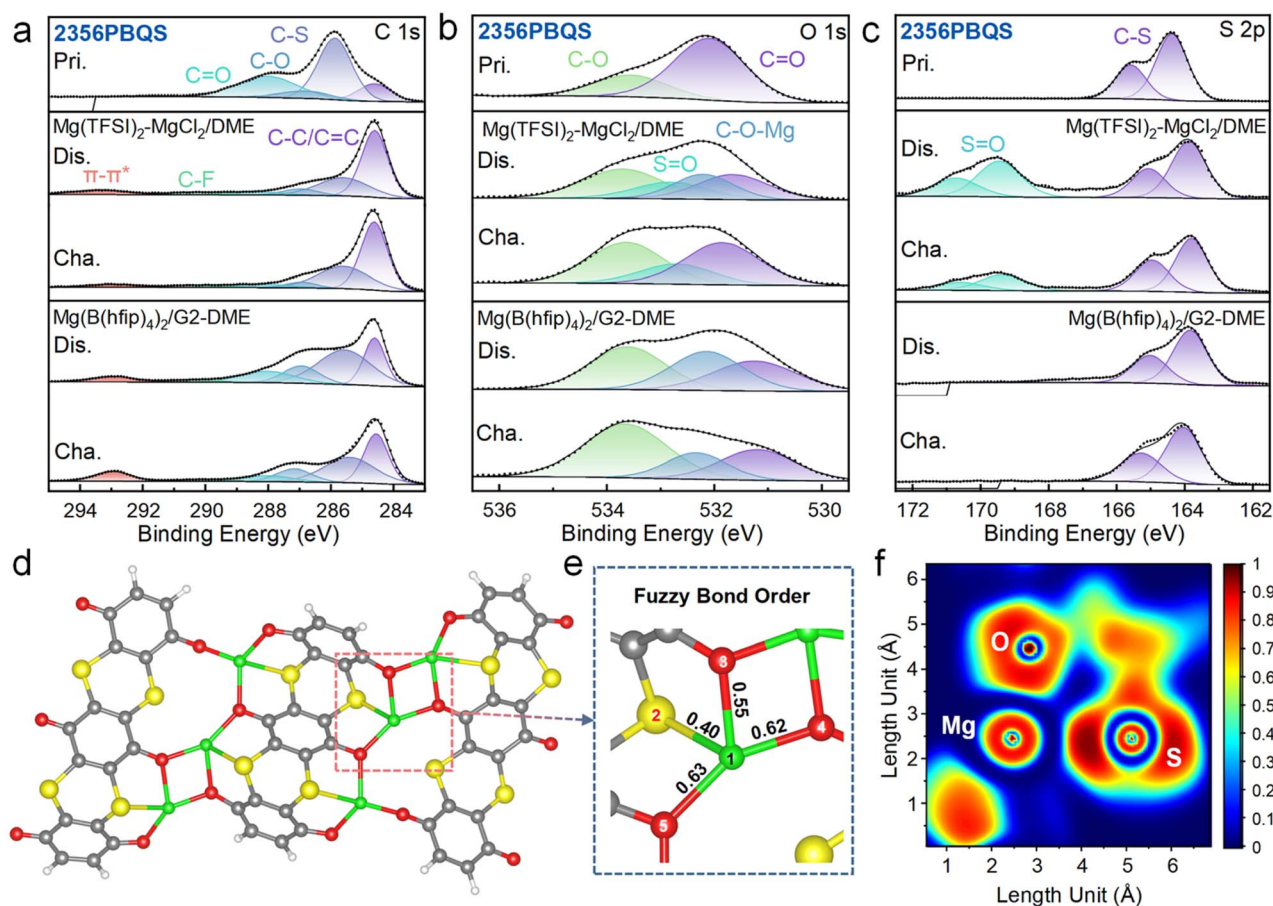 a
2356PBQS
C 1s
Pri.
C=O
C-O
C-S
Mg(TFSI)₂-MgCl₂/DME
Dis.
π-π*
C-F
C-C/C=C
Cha.
Mg(B(hfip)₄)₂/G2-DME
Dis.
Cha.
294 292 290 288 286 284
Binding Energy (eV)
b
2356PBQS
O 1s
Pri.
C-O
C=O
Mg(TFSI)₂-MgCl₂/DME
Dis.
S=O
C-O-Mg
Cha.
Mg(B(hfip)₄)₂/G2-DME
Dis.
Cha.
536 534 532 530
Binding Energy (eV)
c
2356PBQS
S 2p
Pri.
C-S
Mg(TFSI)₂-MgCl₂/DME
Dis.
S=O
Cha.
Mg(B(hfip)₄)₂/G2-DME
Dis.
Cha.
172 170 168 166 164 162
Binding Energy (eV)
d
e
Fuzzy Bond Order
3
2
0.55
0.40
0.62
4
1
0.63
5
f
Length Unit (Å)
6
5
4
3
2
1
O
Mg
S
1 2 3 4 5 6
Length Unit (Å)
1
0.9
0.8
0.7
0.6
0.5
0.4
0.3
0.2
0.1
0